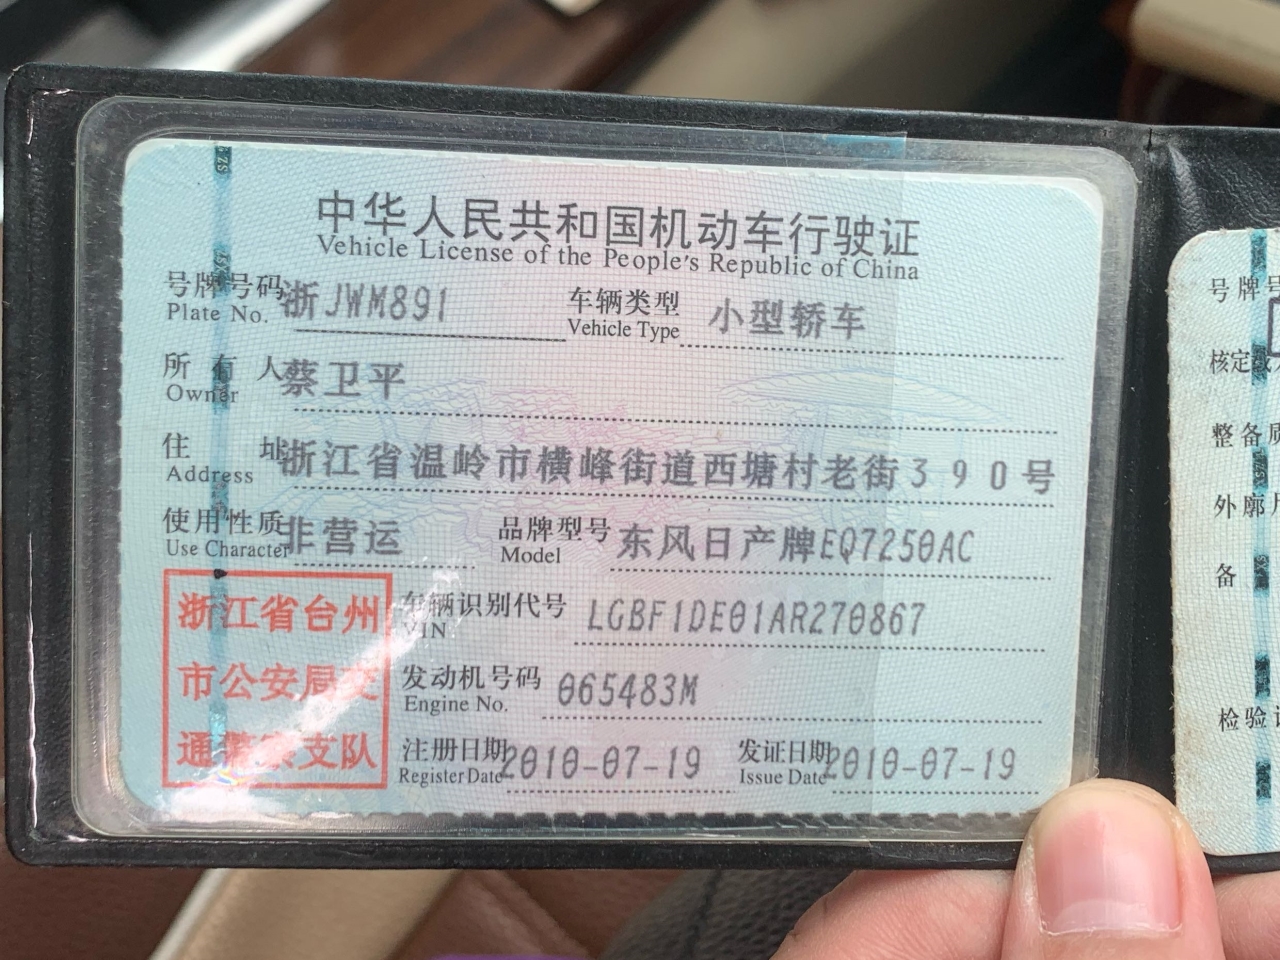 中华人民共和国机动车行驶证
Vehicle License of the People's Republic of China
号牌号码 浙JWM891 车辆类型 小型轿车
Plate No. Vehicle Type
所有人 蔡卫平
Owner
住址 浙江省温岭市横峰街道西塘村老街390号
Address
使用性质 非营运 品牌型号 东风日产牌EQ7250AC
Use Character Model
浙江省台州
市公安局交
通警察支队
车辆识别代号 LGBF1DE01AR270867
VIN
发动机号码 065483M
Engine No.
注册日期 2010-07-19 发证日期 2010-07-19
Register Date Issue Date
号牌号
核定载人
整备质
外廓尺
备
检验记